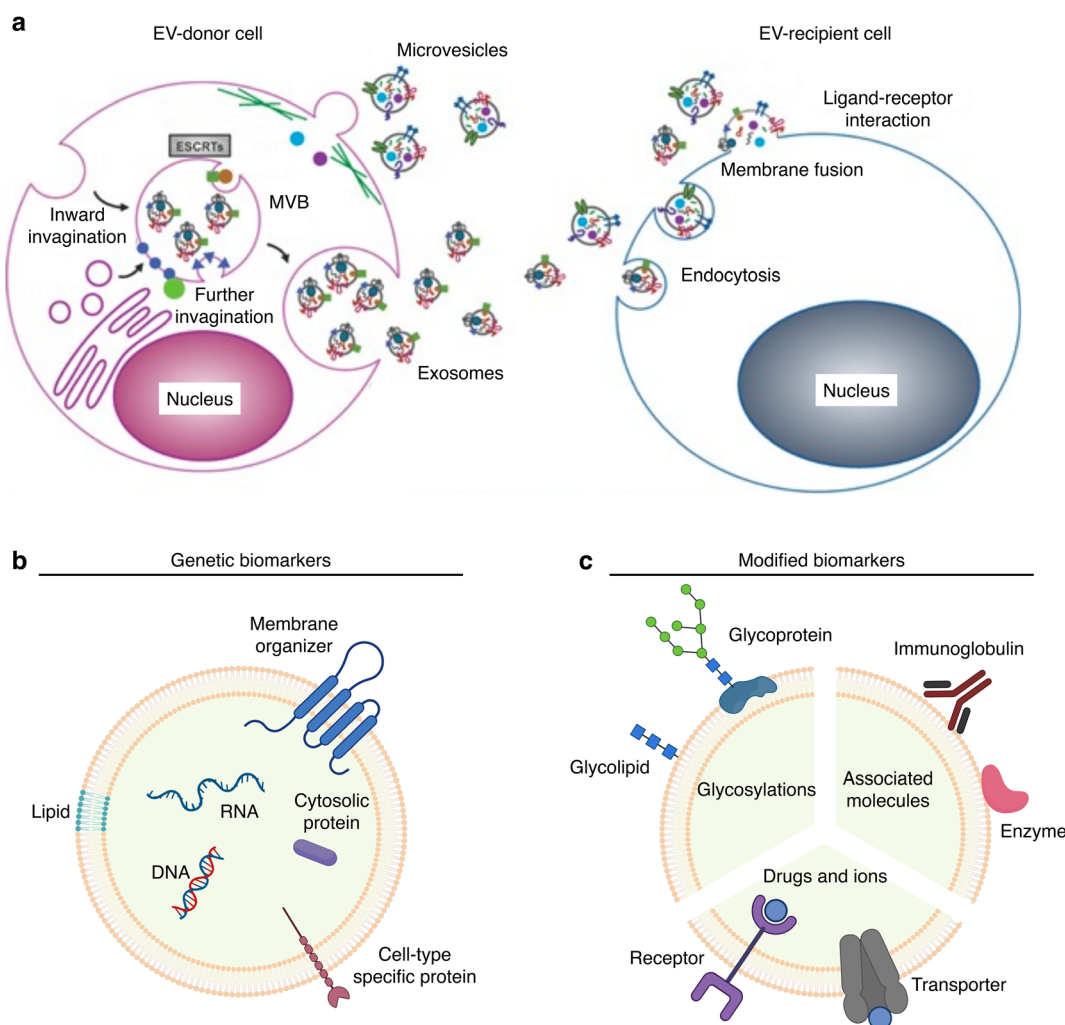 a
EV-donor cell
EV-recipient cell
Microvesicles
Ligand-receptor
interaction
ESCRTs
Membrane fusion
MVB
Inward
invagination
Endocytosis
Further
invagination
Exosomes
Nucleus
Nucleus
b
Genetic biomarkers
Membrane
organizer
Lipid
RNA
Cytosolic
protein
DNA
Cell-type
specific protein
c
Modified biomarkers
Glycoprotein
Immunoglobulin
Glycolipid
Glycosylations
Associated
molecules
Enzyme
Drugs and ions
Receptor
Transporter